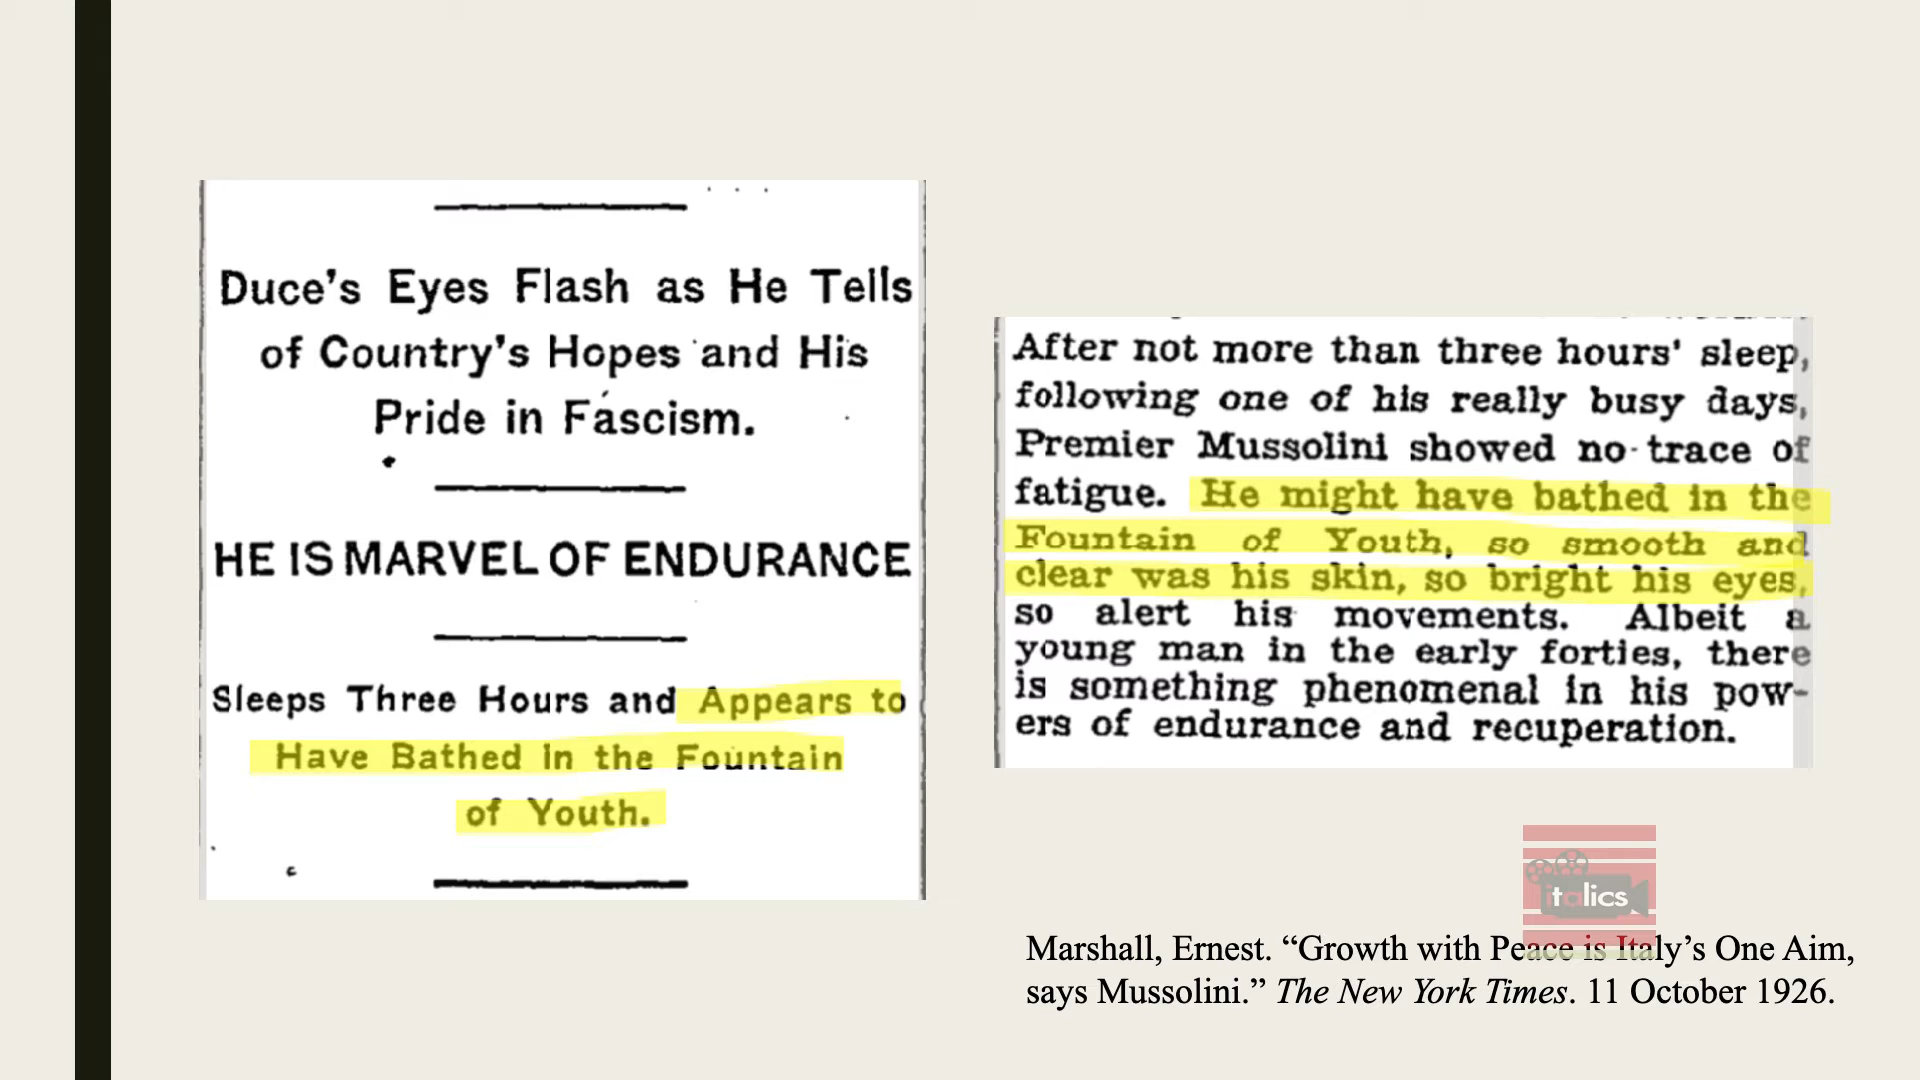 Duce's Eyes Flash as He Tells
of Country's Hopes and His
Pride in Fascism.
HE IS MARVEL OF ENDURANCE
Sleeps Three Hours and Appears to
Have Bathed in the Fountain
of Youth.
After not more than three hours' sleep,
following one of his really busy days,
Premier Mussolini showed no trace of
fatigue. He might have bathed in the
Fountain of Youth, so smooth and
clear was his skin, so bright his eyes,
so alert his movements. Albeit a
young man in the early forties, there
is something phenomenal in his pow-
ers of endurance and recuperation.
italics
Marshall, Ernest. “Growth with Peace is Italy’s One Aim,
says Mussolini.” The New York Times. 11 October 1926.